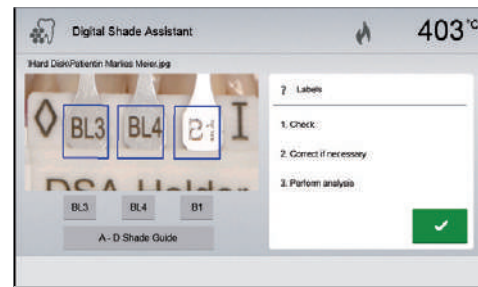 Digital Shade Assistant
403°C
Hard Disk\Patientin Marlies Meier.jpg
BL3 BL4 B1 I
DSA Holder
BL3 BL4 B1
A - D Shade Guide
? Labels
1. Check
2. Correct if necessary
3. Perform analysis